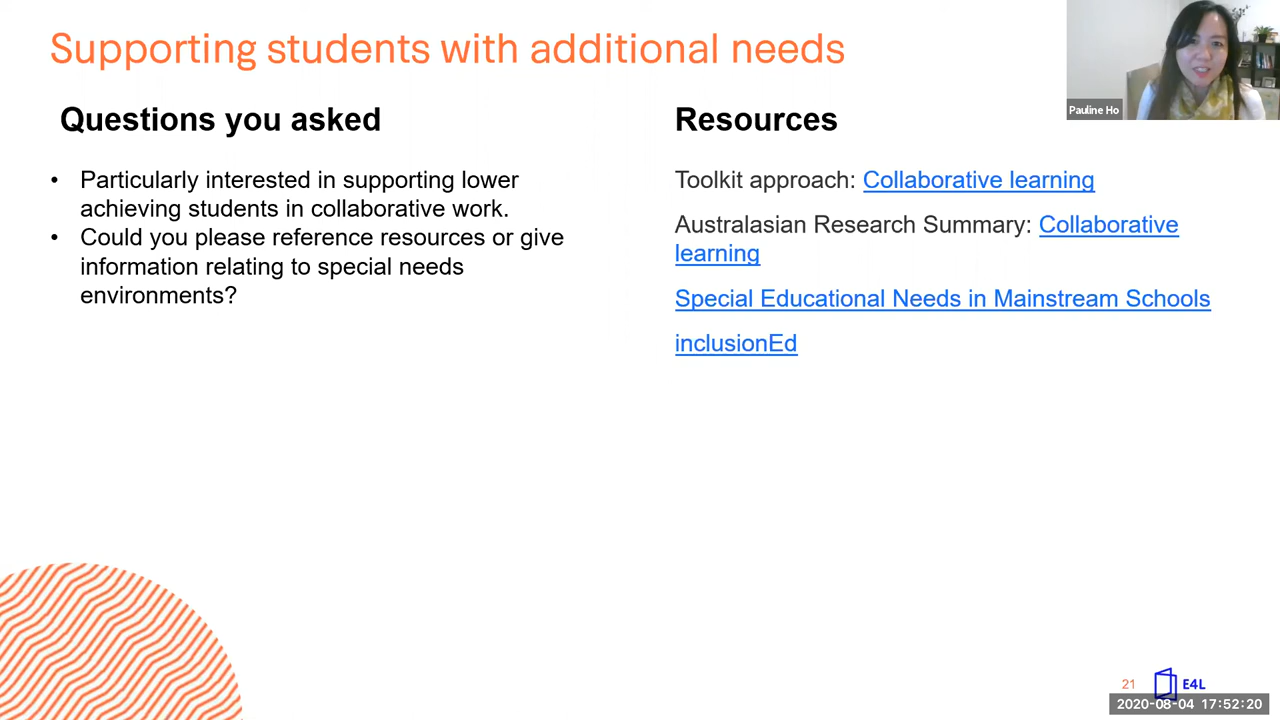 Supporting students with additional needs
Pauline Ho
Questions you asked
• Particularly interested in supporting lower
achieving students in collaborative work.
• Could you please reference resources or give
information relating to special needs
environments?
Resources
Toolkit approach: Collaborative learning
Australasian Research Summary: Collaborative
learning
Special Educational Needs in Mainstream Schools
inclusionEd
21
E4L
2020-08-04 17:52:20